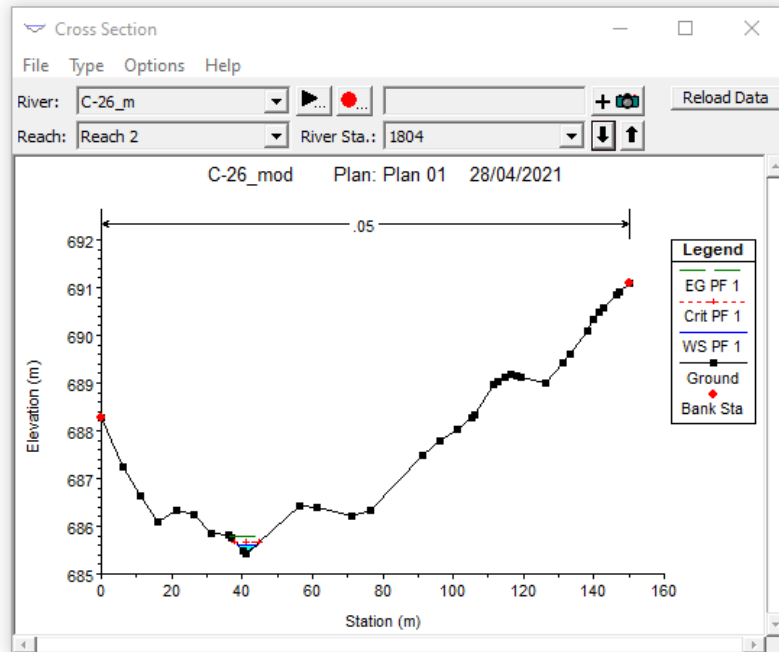 Cross Section
File Type Options Help
River: C-26_m Reload Data
Reach: Reach 2 River Sta.: 1804
C-26_mod Plan: Plan 01 28/04/2021
.05
692
691
690
689
688
687
686
685
Elevation (m)
0 20 40 60 80 100 120 140 160
Station (m)
Legend
EG PF 1
Crit PF 1
WS PF 1
Ground
Bank Sta